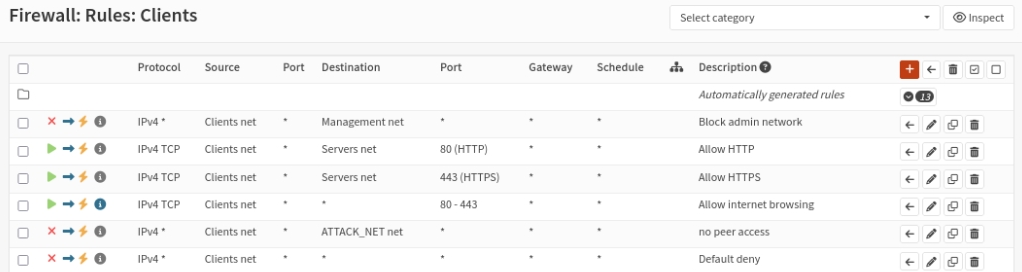 Firewall: Rules: Clients
Select category
Inspect
Protocol Source Port Destination Port Gateway Schedule Description
Automatically generated rules 13
IPv4 * Clients net * Management net * * * Block admin network
IPv4 TCP Clients net * Servers net 80 (HTTP) * * Allow HTTP
IPv4 TCP Clients net * Servers net 443 (HTTPS) * * Allow HTTPS
IPv4 TCP Clients net * * 80 - 443 * * Allow internet browsing
IPv4 * Clients net * ATTACK_NET net * * * no peer access
IPv4 * Clients net * * * * * Default deny